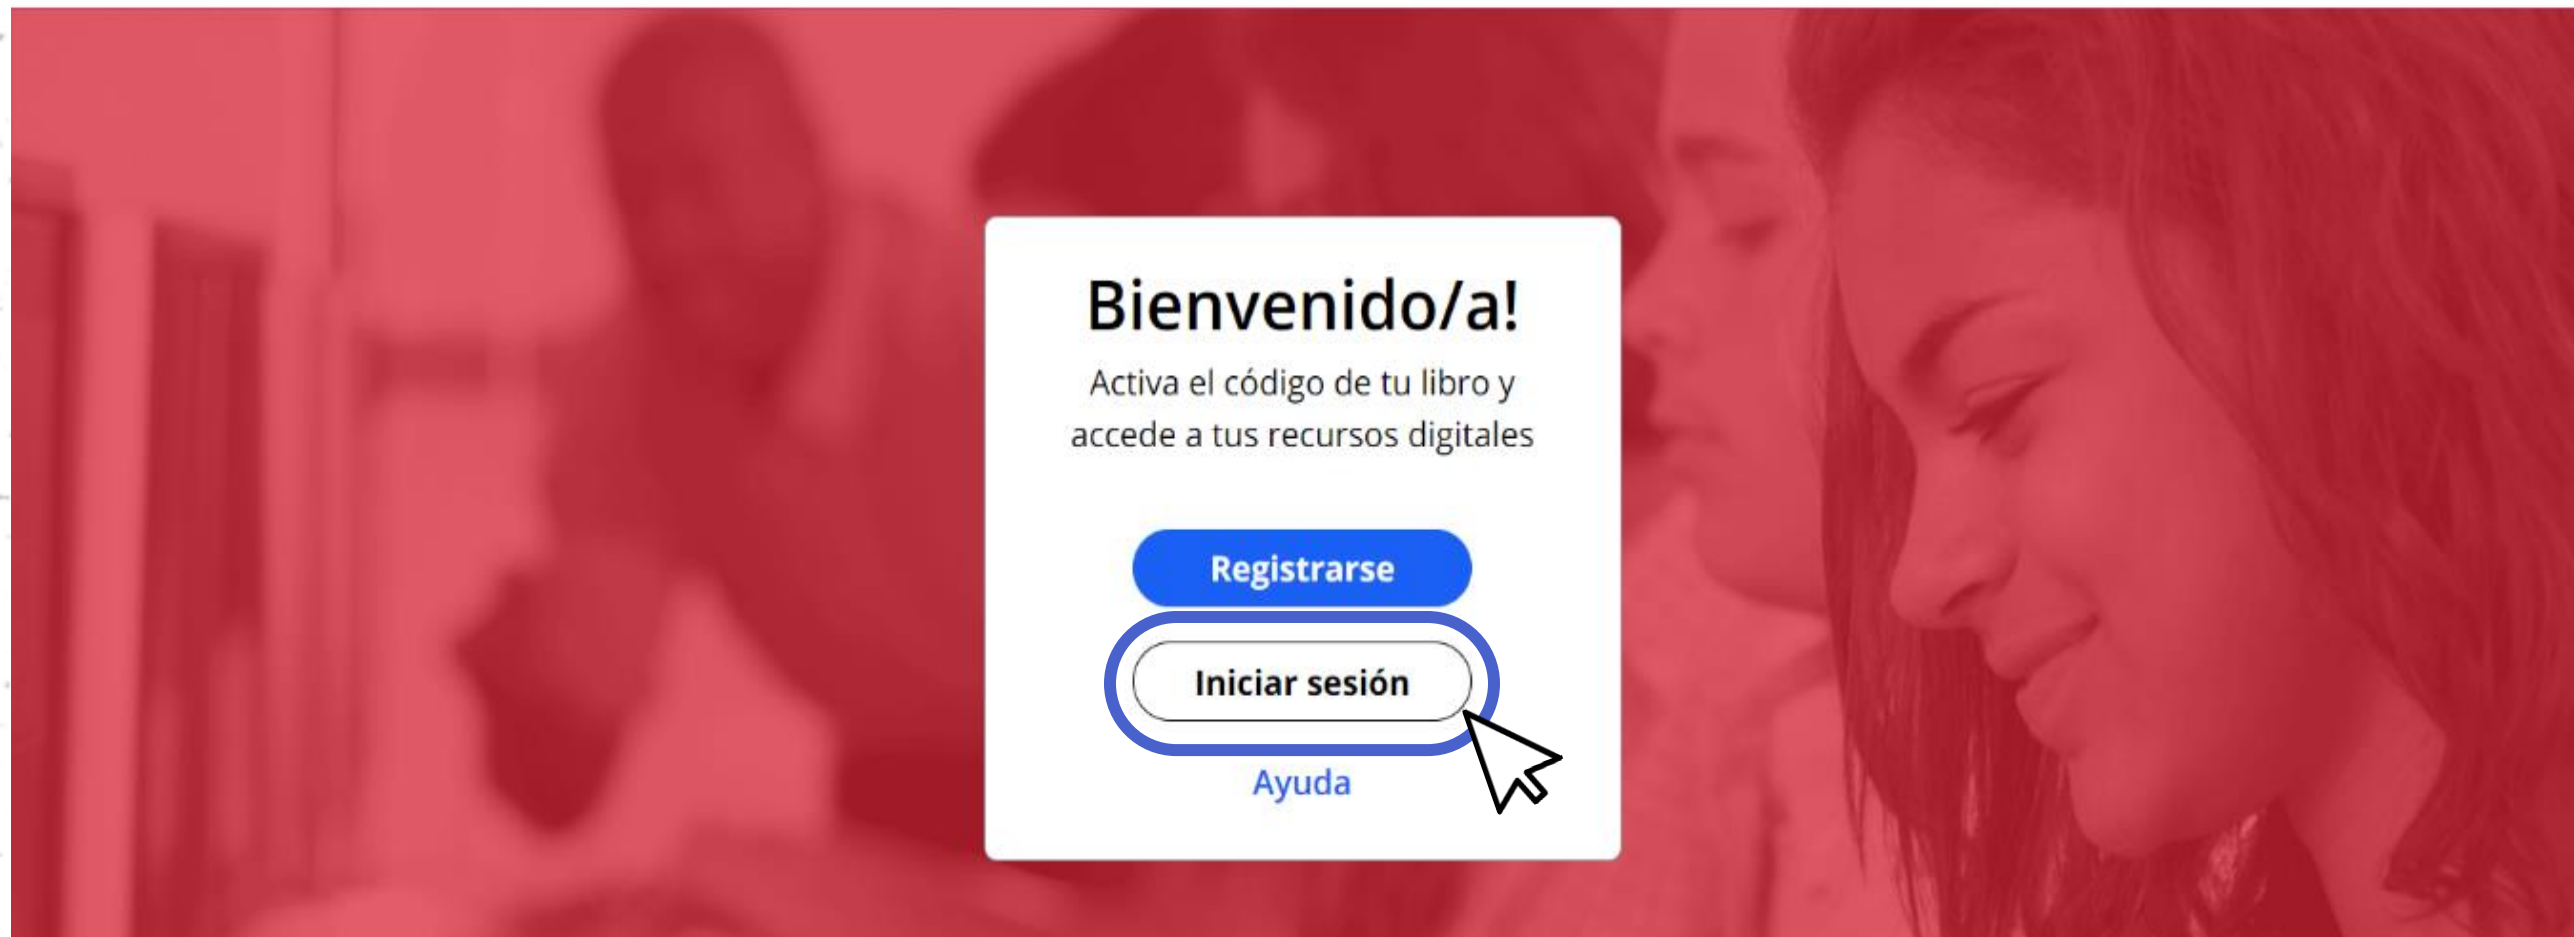 Bienvenido/a!
Activa el código de tu libro y
accede a tus recursos digitales
Registrarse
Iniciar sesión
Ayuda